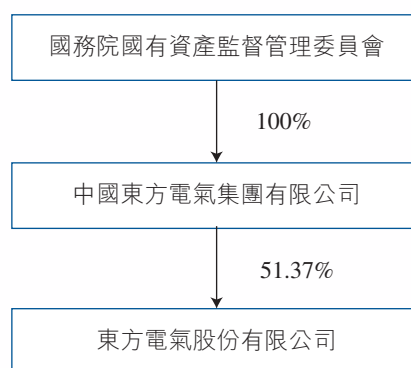 國務院國有資產監督管理委員會
100%
中國東方電氣集團有限公司
51.37%
東方電氣股份有限公司